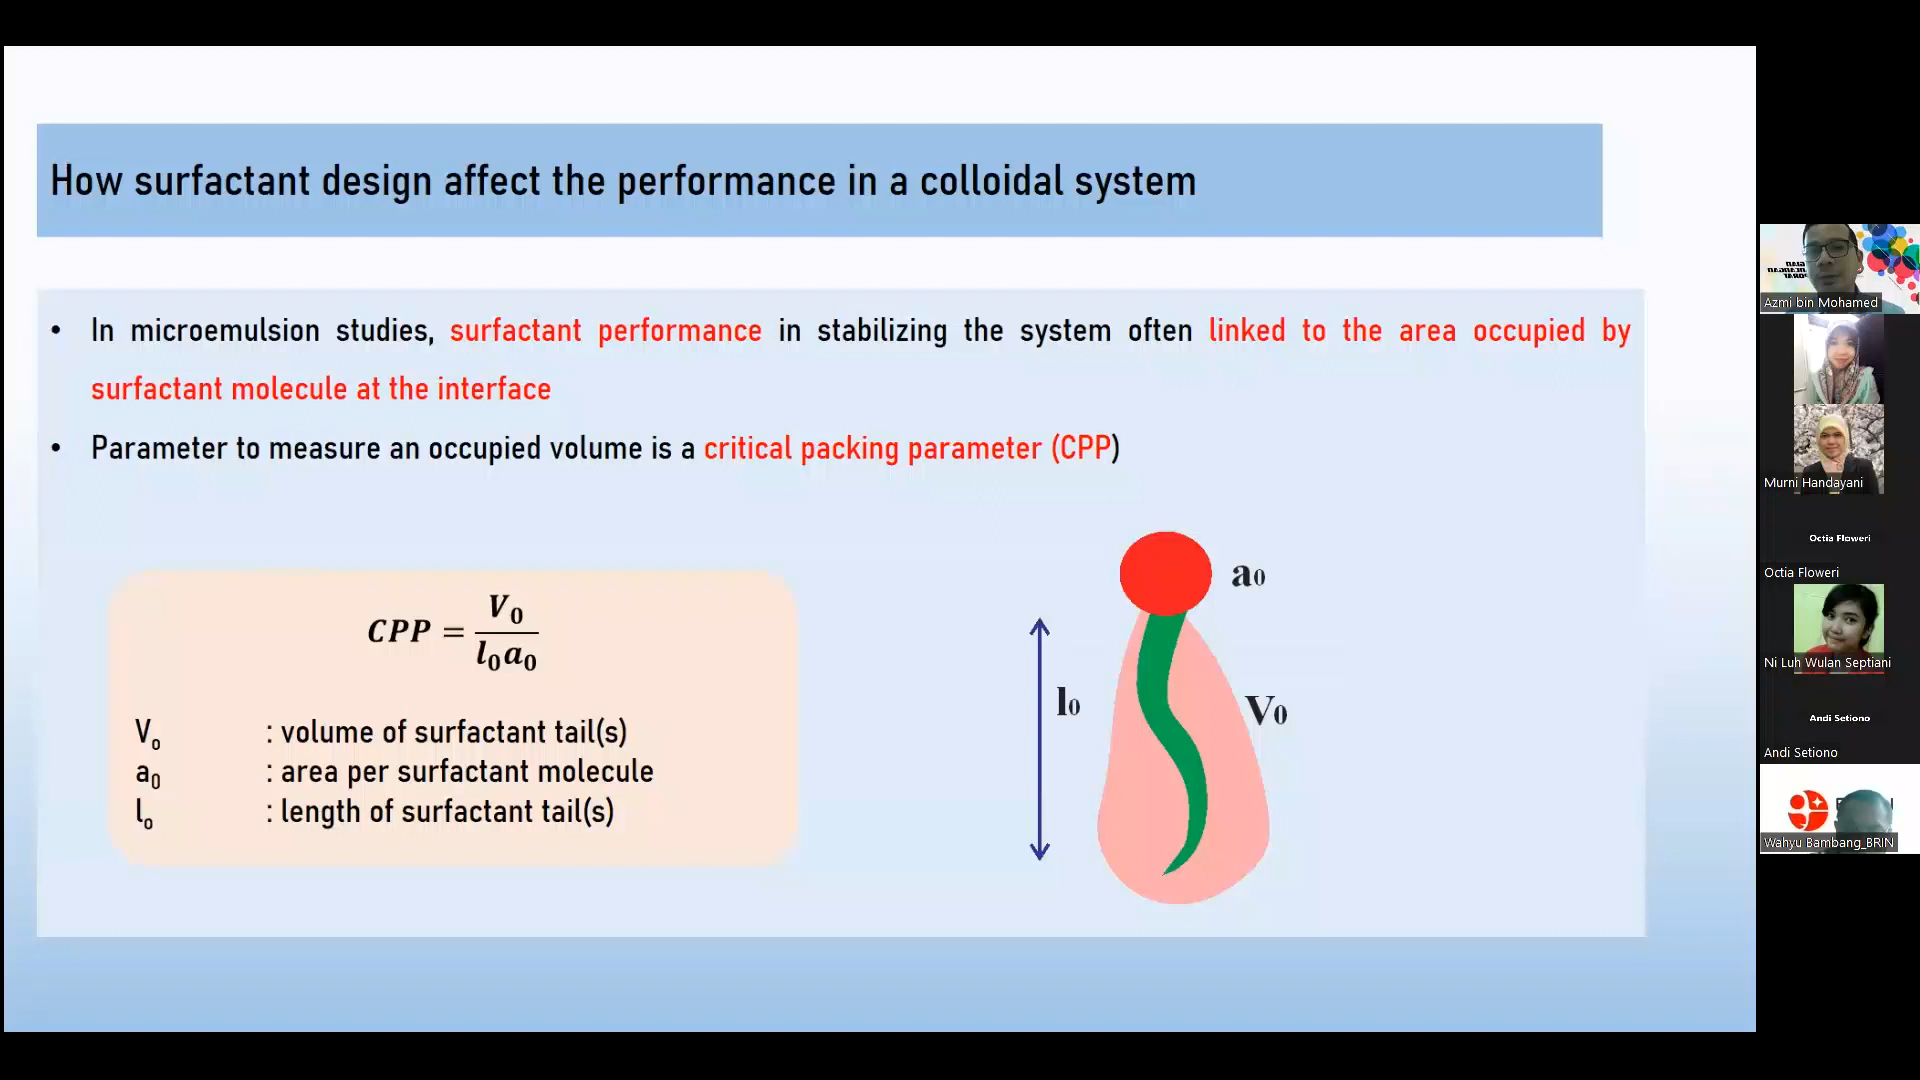 How surfactant design affect the performance in a colloidal system
• In microemulsion studies, surfactant performance in stabilizing the system often linked to the area occupied by
surfactant molecule at the interface
• Parameter to measure an occupied volume is a critical packing parameter (CPP)
CPP = V₀ / l₀a₀
Vₒ : volume of surfactant tail(s)
a₀ : area per surfactant molecule
lₒ : length of surfactant tail(s)
a₀
l₀
V₀
Azmi bin Mohamed
Murni Handayani
Octia Floweri
Octia Floweri
Ni Luh Wulan Septiani
Andi Setiono
Andi Setiono
Wahyu Bambang_BRIN